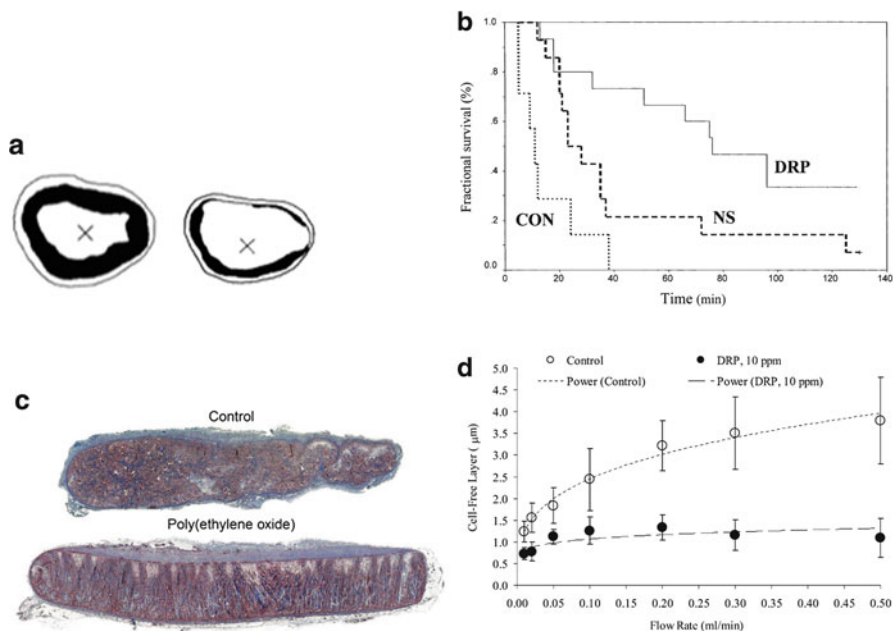 a
b
Fractional survival (%)
1.0
.8
.6
.4
.2
0.0
0
20
40
60
80
100
120
140
CON
NS
DRP
Time (min)
c
Control
Poly(ethylene oxide)
d
Control
DRP, 10 ppm
Power (Control)
Power (DRP, 10 ppm)
Cell-Free Layer ( μm)
5.0
4.5
4.0
3.5
3.0
2.5
2.0
1.5
1.0
0.5
0.0
0.00 0.05 0.10 0.15 0.20 0.25 0.30 0.35 0.40 0.45 0.50
Flow Rate (ml/min)